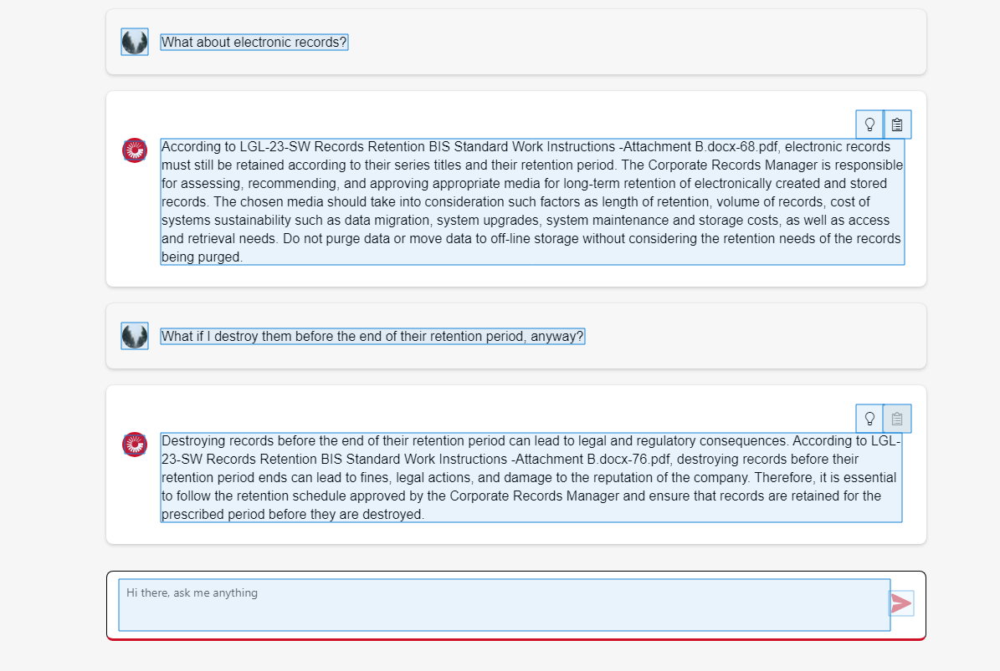 What about electronic records?
According to LGL-23-SW Records Retention BIS Standard Work Instructions -Attachment B.docx-68.pdf, electronic records
must still be retained according to their series titles and their retention period. The Corporate Records Manager is responsible
for assessing, recommending, and approving appropriate media for long-term retention of electronically created and stored
records. The chosen media should take into consideration such factors as length of retention, volume of records, cost of
systems sustainability such as data migration, system upgrades, system maintenance and storage costs, as well as access
and retrieval needs. Do not purge data or move data to off-line storage without considering the retention needs of the records
being purged.
What if I destroy them before the end of their retention period, anyway?
Destroying records before the end of their retention period can lead to legal and regulatory consequences. According to LGL-
23-SW Records Retention BIS Standard Work Instructions -Attachment B.docx-76.pdf, destroying records before their
retention period ends can lead to fines, legal actions, and damage to the reputation of the company. Therefore, it is essential
to follow the retention schedule approved by the Corporate Records Manager and ensure that records are retained for the
prescribed period before they are destroyed.
Hi there, ask me anything